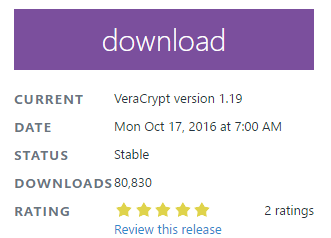 download
CURRENT VeraCrypt version 1.19
DATE Mon Oct 17, 2016 at 7:00 AM
STATUS Stable
DOWNLOADS 80,830
RATING 2 ratings
Review this release